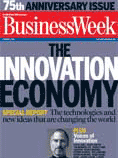 75th ANNIVERSARY ISSUE
BusinessWeek
THE
INNOVATION
ECONOMY
SPECIAL REPORT The technologies and
new ideas that are changing the world
PLUS
Voices of
Innovation